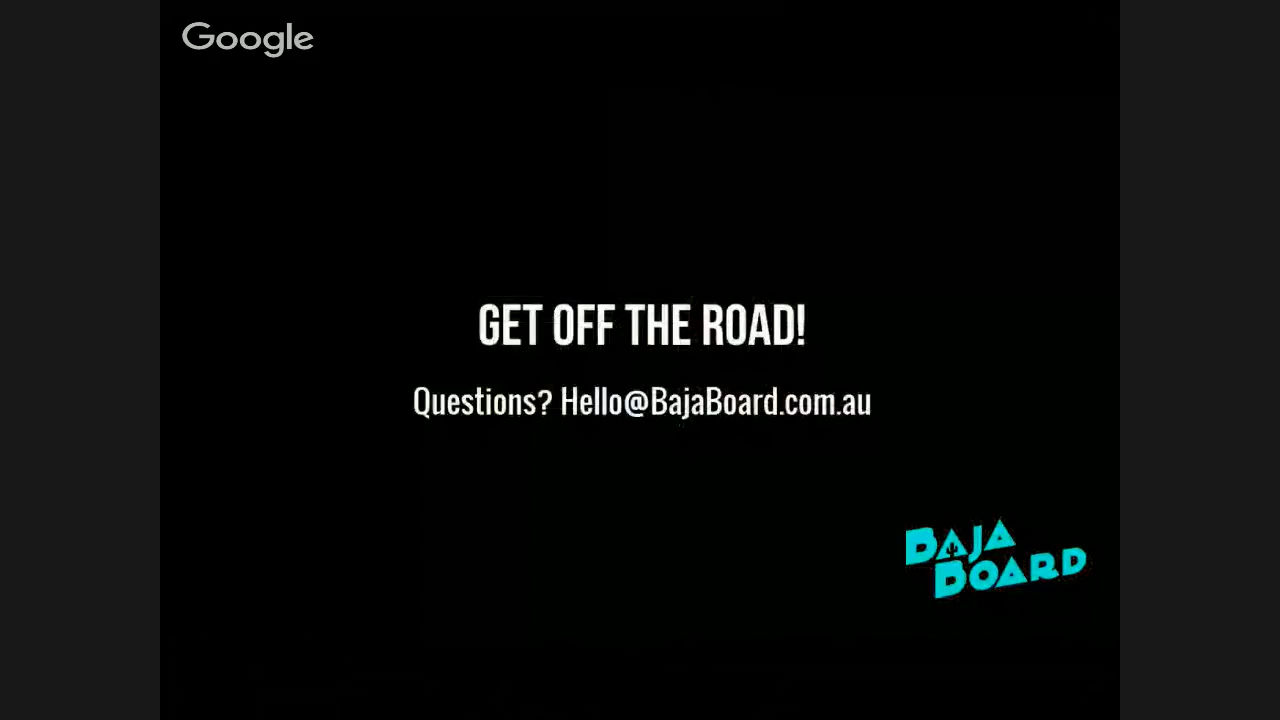 Google
GET OFF THE ROAD!
Questions? Hello@BajaBoard.com.au
BAJA
BOARD